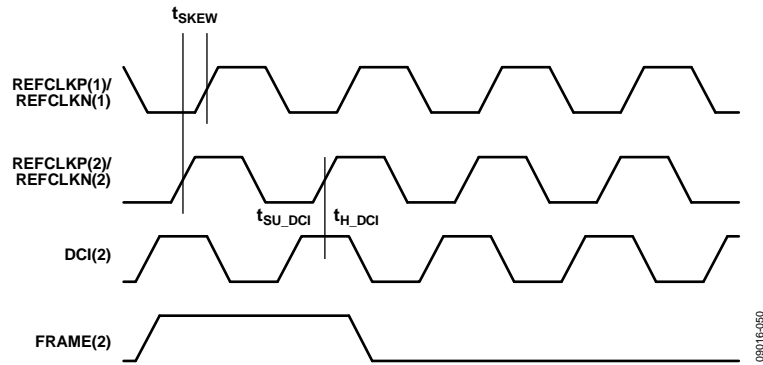 tSKEW
REFCLKP(1)/
REFCLKN(1)
REFCLKP(2)/
REFCLKN(2)
tSU_DCI tH_DCI
DCI(2)
FRAME(2)
09016-050